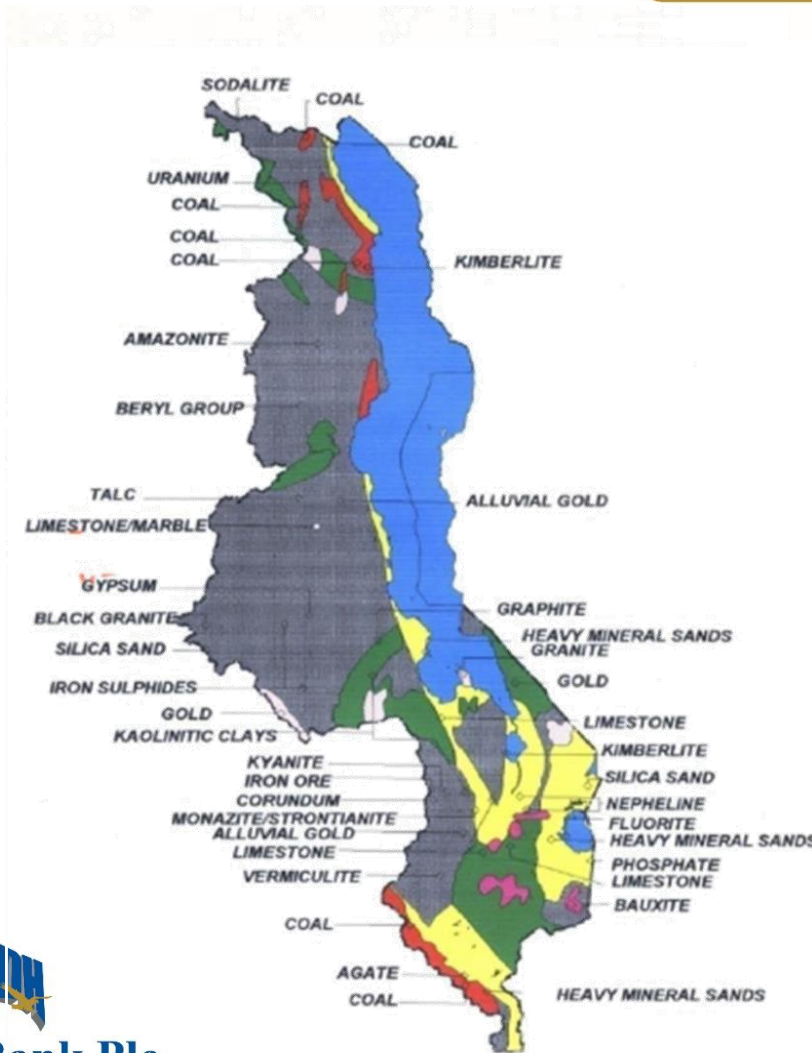 SODALITE
COAL
COAL
URANIUM
COAL
COAL
COAL
KIMBERLITE
AMAZONITE
BERYL GROUP
TALC
ALLUVIAL GOLD
LIMESTONE/MARBLE
GYPSUM
GRAPHITE
BLACK GRANITE
HEAVY MINERAL SANDS
SILICA SAND
GRANITE
IRON SULPHIDES
GOLD
GOLD
LIMESTONE
KAOLINITIC CLAYS
KIMBERLITE
KYANITE
SILICA SAND
IRON ORE
CORUNDUM
NEPHELINE
MONAZITE/STRONTIANITE
FLUORITE
ALLUVIAL GOLD
HEAVY MINERAL SANDS
LIMESTONE
PHOSPHATE
VERMICULITE
LIMESTONE
BAUXITE
COAL
AGATE
HEAVY MINERAL SANDS
COAL